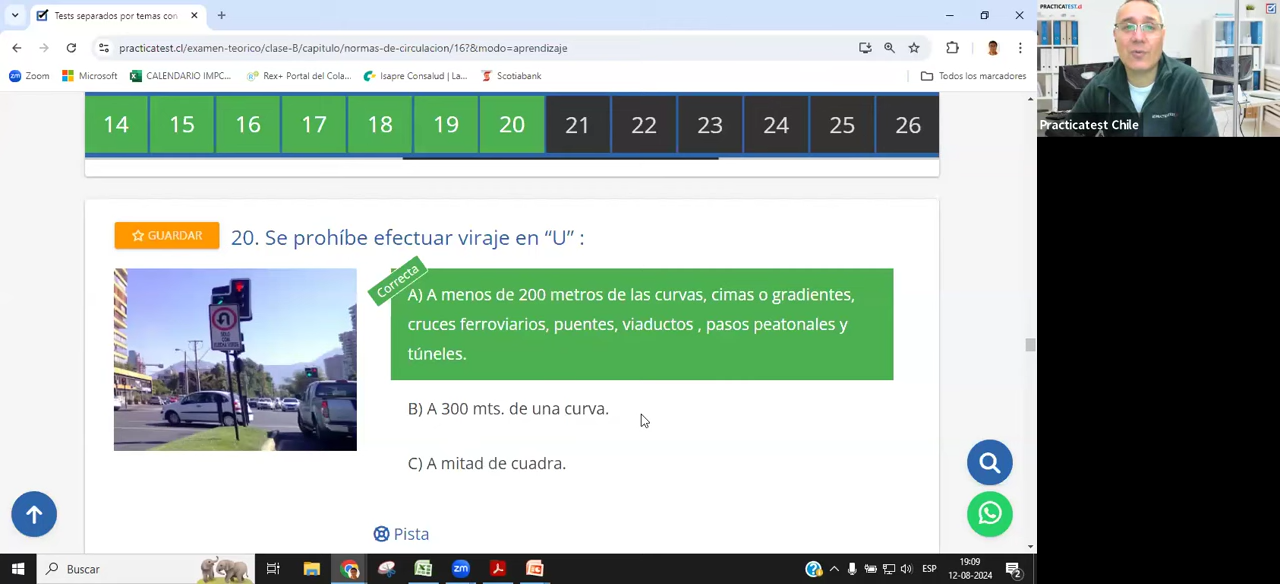 Tests separados por temas con
practicatest.cl/examen-teorico/clase-B/capitulo/normas-de-circulacion/16?&modo=aprendizaje
Zoom
Microsoft
CALENDARIO IMPC...
Rex+ Portal del Cola...
Isapre Consalud | La...
Scotiabank
Todos los marcadores
PRACTICATEST.cl
Practicatest Chile
14 15 16 17 18 19 20 21 22 23 24 25 26
GUARDAR
20. Se prohíbe efectuar viraje en “U” :
Correcta
A) A menos de 200 metros de las curvas, cimas o gradientes,
cruces ferroviarios, puentes, viaductos , pasos peatonales y
túneles.
B) A 300 mts. de una curva.
C) A mitad de cuadra.
Pista
Buscar
ESP
19:09
12-08-2024
2